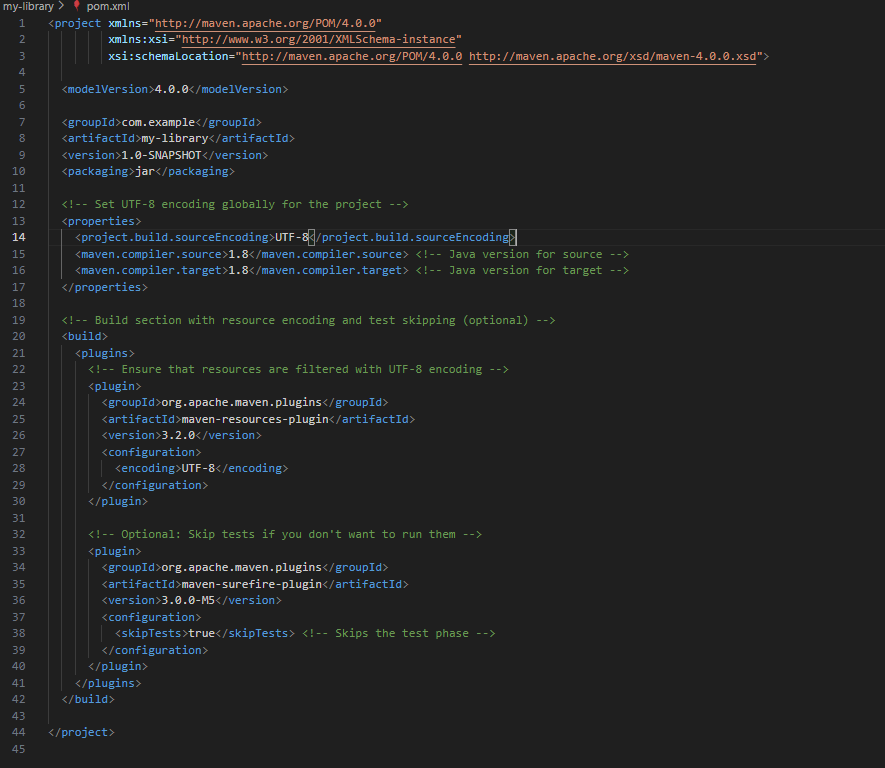 my-library > pom.xml
1 <project xmlns="http://maven.apache.org/POM/4.0.0"
2 xmlns:xsi="http://www.w3.org/2001/XMLSchema-instance"
3 xsi:schemaLocation="http://maven.apache.org/POM/4.0.0 http://maven.apache.org/xsd/maven-4.0.0.xsd">
4
5 <modelVersion>4.0.0</modelVersion>
6
7 <groupId>com.example</groupId>
8 <artifactId>my-library</artifactId>
9 <version>1.0-SNAPSHOT</version>
10 <packaging>jar</packaging>
11
12 <!-- Set UTF-8 encoding globally for the project -->
13 <properties>
14 <project.build.sourceEncoding>UTF-8</project.build.sourceEncoding>
15 <maven.compiler.source>1.8</maven.compiler.source> <!-- Java version for source -->
16 <maven.compiler.target>1.8</maven.compiler.target> <!-- Java version for target -->
17 </properties>
18
19 <!-- Build section with resource encoding and test skipping (optional) -->
20 <build>
21 <plugins>
22 <!-- Ensure that resources are filtered with UTF-8 encoding -->
23 <plugin>
24 <groupId>org.apache.maven.plugins</groupId>
25 <artifactId>maven-resources-plugin</artifactId>
26 <version>3.2.0</version>
27 <configuration>
28 <encoding>UTF-8</encoding>
29 </configuration>
30 </plugin>
31
32 <!-- Optional: Skip tests if you don't want to run them -->
33 <plugin>
34 <groupId>org.apache.maven.plugins</groupId>
35 <artifactId>maven-surefire-plugin</artifactId>
36 <version>3.0.0-M5</version>
37 <configuration>
38 <skipTests>true</skipTests> <!-- Skips the test phase -->
39 </configuration>
40 </plugin>
41 </plugins>
42 </build>
43
44 </project>
45